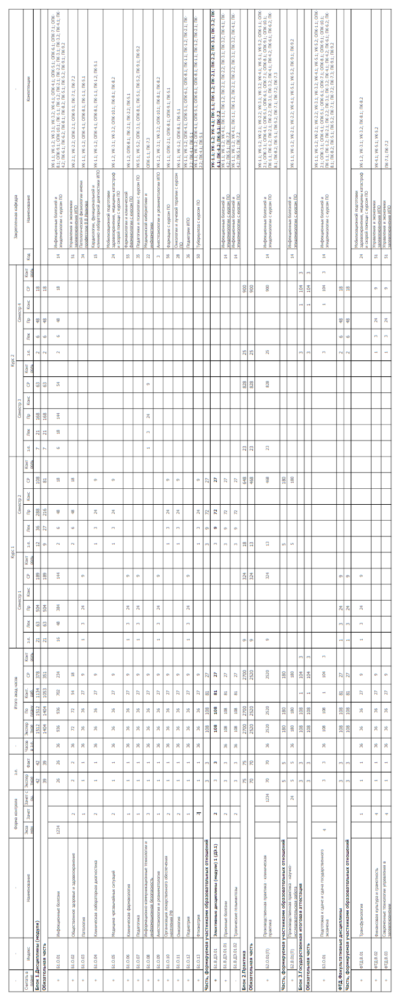 - - - Форма контроля з.е. - Итого акад.часов Курс 1 Курс 2 Закрепленная кафедра -
Семестр 1 Семестр 2 Семестр 3 Семестр 4
Считать в плане Индекс Наименование Экза мен Зачет Зачет с оц. Экспер тное Факт Часов в з.е. Экспер тное По плану Конт. раб. СР Конт роль з.е. Лек Пр Конс СР Конт роль з.е. Лек Пр Конс СР Конт роль з.е. Лек Пр Конс СР Конт роль з.е. Лек Пр Конс СР Конт роль Код Наименование Компетенции
Блок 1.Дисциплины (модули) 42 42 1512 1512 1134 378 21 63 504 189 12 36 288 108 7 21 168 63 2 6 48 18
Обязательная часть 39 39 1404 1404 1053 351 21 63 504 189 9 27 216 81 7 21 168 63 2 6 48 18
+ Б1.О.01 Инфекционные болезни 1234 26 26 36 936 936 702 234 16 48 384 144 2 6 48 18 6 18 144 54 2 6 48 18 14 Инфекционных болезней и эпидемиологии с курсом ПО
+ Б1.О.02 Общественное здоровье и здравоохранение 2 2 2 36 72 72 54 18 2 6 48 18 51 Управления и экономики здравоохранения ИПО УК-2.1; УК-2.2; ОПК-2.1; ОПК-9.1; ПК-7.1; ПК-7.2
+ Б1.О.03 Патология 1 1 1 36 36 36 27 9 1 3 24 9 34 Патологической физиологии имени профессора В.В.Иванова УК-1.1; УК-1.2; ОПК-4.1; ОПК-8.1; ПК-1.1; ПК-5.1
+ Б1.О.04 Клиническая лабораторная диагностика 2 1 1 36 36 36 27 9 1 3 24 9 15 Кардиологии, функциональной и клинико-лабораторной диагностики ИПО УК-1.1; УК-1.2; ОПК-4.1; ОПК-8.1; ПК-1.1; ПК-1.2; ПК-5.1
+ Б1.О.05 Медицина чрезвычайных ситуаций 2 1 1 36 36 36 27 9 1 3 24 9 24 Мобилизационной подготовки здравоохранения, медицины катастроф и скорой помощи с курсом ПО УК-1.2; УК-3.1; УК-3.2; ОПК-10.1; ПК-8.1; ПК-8.2
+ Б1.О.06 Клиническая фармакология 1 1 1 36 36 36 27 9 1 3 24 9 55 Фармакологии и клинической фармакологии с курсом ПО УК-1.2; ОПК-8.1; ПК-2.1; ПК-2.2; ПК-5.1
+ Б1.О.07 Педагогика 1 1 1 36 36 36 27 9 1 3 24 9 35 Педагогики и психологии с курсом ПО УК-5.1; УК-5.2; ОПК-3.1; ОПК-8.1; ПК-5.1; ПК-5.2; ПК-9.1; ПК-9.2
+ Б1.О.08 Информационно-коммуникационные технологии и информационная безопасность 3 1 1 36 36 36 27 9 1 3 24 9 22 Медицинской кибернетики и информатики ОПК-1.1; ПК-7.3
+ Б1.О.09 Анестезиология и реаниматология 1 1 1 36 36 36 27 9 1 3 24 9 3 Анестезиологии и реаниматологии ИПО УК-1.2; УК-3.1; УК-3.2; ОПК-10.1; ПК-8.1; ПК-8.2
+ Б1.О.10 Организация лекарственного обеспечения населения РФ 2 1 1 36 36 36 27 9 1 3 24 9 56 Фармации с курсом ПО УК-1.1; ОПК-2.1; ОПК-8.1; ОПК-9.1; ПК-5.1
+ Б1.О.11 Онкология 2 1 1 36 36 36 27 9 1 3 24 9 28 Онкологии и лучевой терапии с курсом ПО УК-1.1; УК-1.2; ОПК-8.1; ПК-5.1
+ Б1.О.12 Педиатрия 1 1 1 36 36 36 27 9 1 3 24 9 36 Педиатрии ИПО
+ Б1.О.13 Фтизиатрия 2 1 1 36 36 36 27 9 1 3 24 9 50 Туберкулеза с курсом ПО
Часть, формируемая участниками образовательных отношений 3 3 108 108 81 27 3 9 72 27
+ Б1.В.ДЭ.01 Элективные дисциплины (модули) 1 (ДЭ.1) 2 3 3 108 108 81 27 3 9 72 27 УК-1.1; УК-1.2; УК-4.1; ПК-1.1; ПК-1.2; ПК-2.1; ПК-2.2; ПК-3.1; ПК-3.2; ПК-4.1; ПК-4.2; ПК-5.1; ПК-7.2
+ Б1.В.ДЭ.01.01 Прионные болезни 2 3 3 36 108 108 81 27 3 9 72 27 14 Инфекционных болезней и эпидемиологии с курсом ПО УК-1.1; УК-1.2; УК-4.1; ПК-1.1; ПК-1.2; ПК-2.1; ПК-2.2; ПК-3.1; ПК-3.2; ПК-4.1; ПК-4.2; ПК-5.1; ПК-7.2
- Б1.В.ДЭ.01.02 Тропические гельминтозы 2 3 3 36 108 108 81 27 3 9 72 27 14 Инфекционных болезней и эпидемиологии с курсом ПО УК-1.1; УК-1.2; УК-4.1; ПК-1.1; ПК-1.2; ПК-2.1; ПК-2.2; ПК-3.1; ПК-3.2; ПК-4.1; ПК-4.2; ПК-5.1; ПК-7.2
Блок 2.Практика 75 75 2700 2700 2700 9 324 18 648 23 828 25 900
Обязательная часть 70 70 2520 2520 2520 9 324 13 468 23 828 25 900
+ Б2.О.01(П) Производственная практика - клиническая практика 1234 70 70 36 2520 2520 2520 9 324 13 468 23 828 25 900 14 Инфекционных болезней и эпидемиологии с курсом ПО
Часть, формируемая участниками образовательных отношений 5 5 180 180 180 5 180
+ Б2.В.01(П) Производственная практика - научно-исследовательская работа 24 5 5 36 180 180 180 5 180 14 Инфекционных болезней и эпидемиологии с курсом ПО УК-1.1; УК-1.2; УК-2.1; УК-2.2; УК-4.1; УК-5.1; УК-5.2; ПК-9.1; ПК-9.2
Блок 3.Государственная итоговая аттестация 3 3 108 108 1 104 3 3 1 104 3
Обязательная часть 3 3 108 108 1 104 3 3 1 104 3
+ Б3.О.01 Подготовка к сдаче и сдача государственного экзамена 4 3 3 36 108 108 1 104 3 3 1 104 3 14 Инфекционных болезней и эпидемиологии с курсом ПО
ФТД.Факультативные дисциплины 3 3 108 108 81 27 1 3 24 9 2 6 48 18
Часть, формируемая участниками образовательных отношений 3 3 108 108 81 27 1 3 24 9 2 6 48 18
+ ФТД.В.01 Трансфузиология 1 1 1 36 36 36 27 9 1 3 24 9 24 Мобилизационной подготовки здравоохранения, медицины катастроф и скорой помощи с курсом ПО УК-1.2; УК-3.1; УК-3.2; ПК-8.1; ПК-8.2
+ ФТД.В.02 Финансовая культура и грамотность 4 1 1 36 36 36 27 9 1 3 24 9 51 Управления и экономики здравоохранения ИПО УК-4.1; УК-5.1; УК-5.2
+ ФТД.В.03 Современные технологии управления в здравоохранении 4 1 1 36 36 36 27 9 1 3 24 9 51 Управления и экономики здравоохранения ИПО ПК-7.1; ПК-7.2